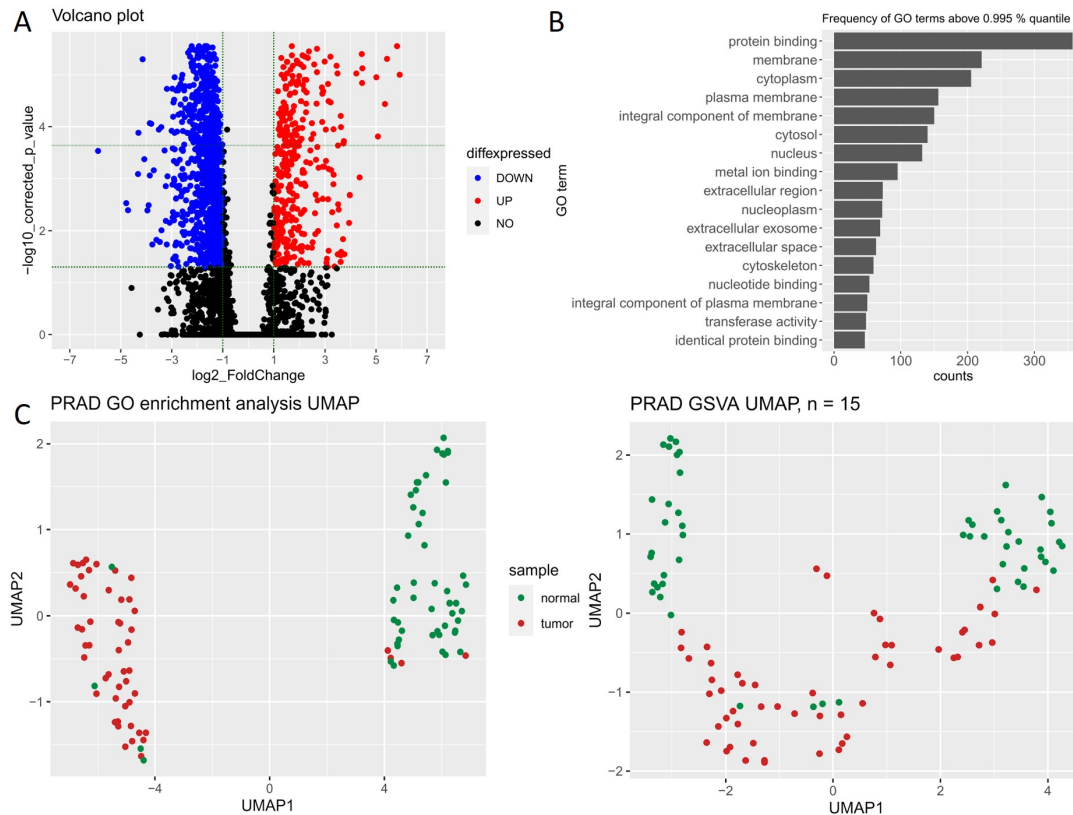 A
Volcano plot
−log10_corrected_p_value
4
2
0
−7
−5
−3
−1
1
3
5
7
log2_FoldChange
diffexpressed
DOWN
UP
NO
B
Frequency of GO terms above 0.995 % quantile
GO term
protein binding
membrane
cytoplasm
plasma membrane
integral component of membrane
cytosol
nucleus
metal ion binding
extracellular region
nucleoplasm
extracellular exosome
extracellular space
cytoskeleton
nucleotide binding
integral component of plasma membrane
transferase activity
identical protein binding
0
100
200
300
counts
C
PRAD GO enrichment analysis UMAP
UMAP2
2
1
0
−1
−4
0
4
UMAP1
sample
normal
tumor
PRAD GSVA UMAP, n = 15
UMAP2
2
1
0
−1
−2
−2
0
2
4
UMAP1